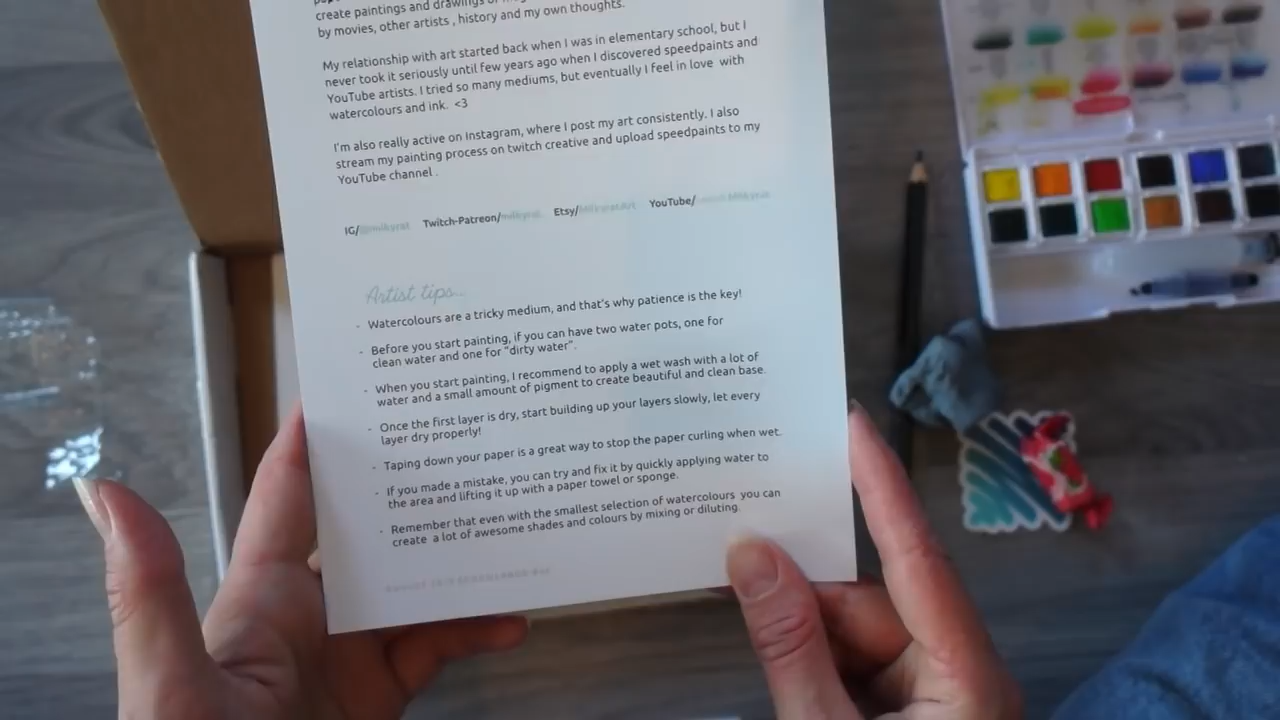 create paintings and drawings
by movies, other artists , history and my own thoughts.
My relationship with art started back when I was in elementary school, but I
never took it seriously until few years ago when I discovered speedpaints and
YouTube artists. I tried so many mediums, but eventually I feel in love with
watercolours and ink. <3
I'm also really active on Instagram, where I post my art consistently. I also
stream my painting process on twitch creative and upload speedpaints to my
YouTube channel .
IG/@milkyrat Twitch-Patreon/milkyrat Etsy/MilkyratArt YouTube/
Artist tips...
- Watercolours are a tricky medium, and that's why patience is the key!
- Before you start painting, if you can have two water pots, one for
clean water and one for "dirty water".
- When you start painting, I recommend to apply a wet wash with a lot of
water and a small amount of pigment to create beautiful and clean base.
- Once the first layer is dry, start building up your layers slowly, let every
layer dry properly!
- Taping down your paper is a great way to stop the paper curling when wet.
- If you made a mistake, you can try and fix it by quickly applying water to
the area and lifting it up with a paper towel or sponge.
- Remember that even with the smallest selection of watercolours you can
create a lot of awesome shades and colours by mixing or diluting.